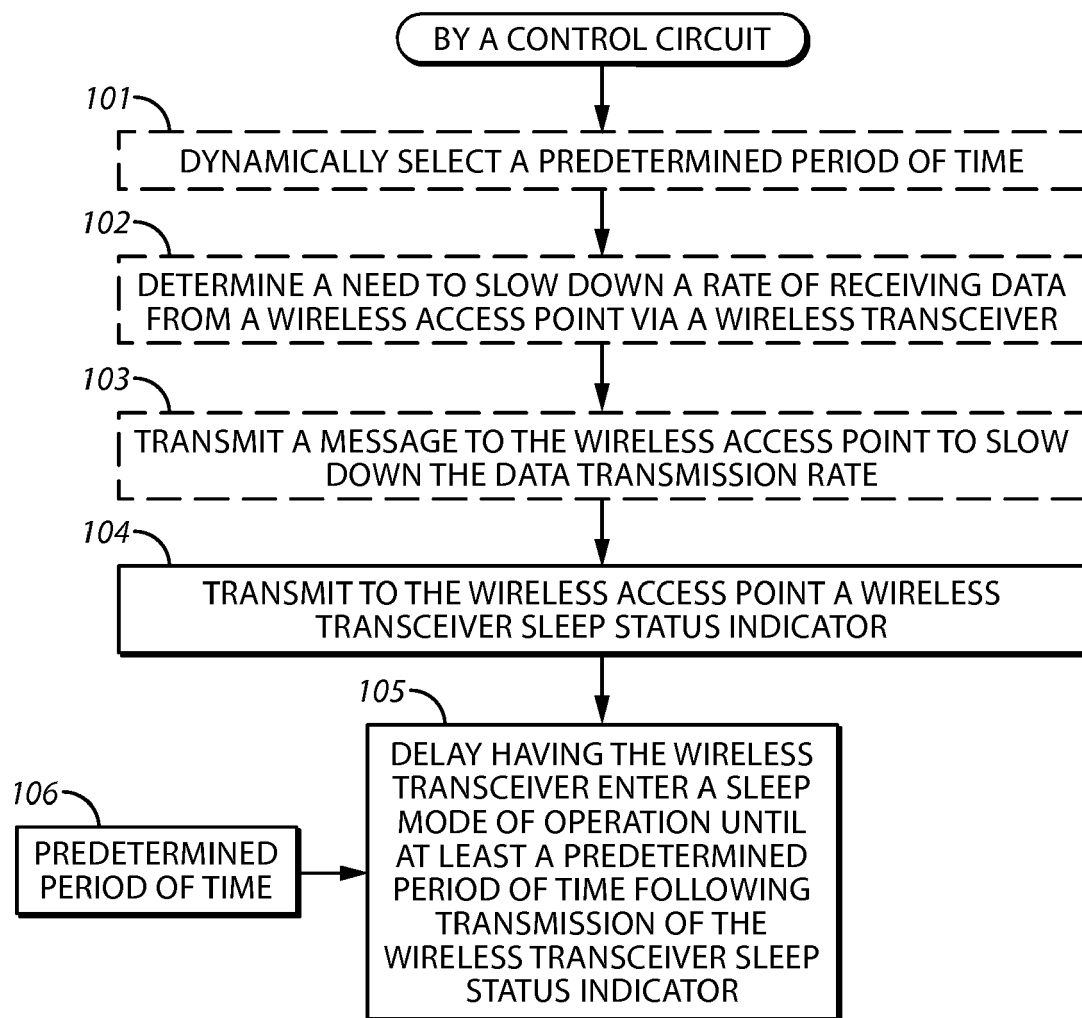 BY A CONTROL CIRCUIT
101
DYNAMICALLY SELECT A PREDETERMINED PERIOD OF TIME
102
DETERMINE A NEED TO SLOW DOWN A RATE OF RECEIVING DATA
FROM A WIRELESS ACCESS POINT VIA A WIRELESS TRANSCEIVER
103
TRANSMIT A MESSAGE TO THE WIRELESS ACCESS POINT TO SLOW
DOWN THE DATA TRANSMISSION RATE
104
TRANSMIT TO THE WIRELESS ACCESS POINT A WIRELESS
TRANSCEIVER SLEEP STATUS INDICATOR
105
DELAY HAVING THE WIRELESS
TRANSCEIVER ENTER A SLEEP
MODE OF OPERATION UNTIL
AT LEAST A PREDETERMINED
PERIOD OF TIME FOLLOWING
TRANSMISSION OF THE
WIRELESS TRANSCEIVER SLEEP
STATUS INDICATOR
106
PREDETERMINED
PERIOD OF TIME